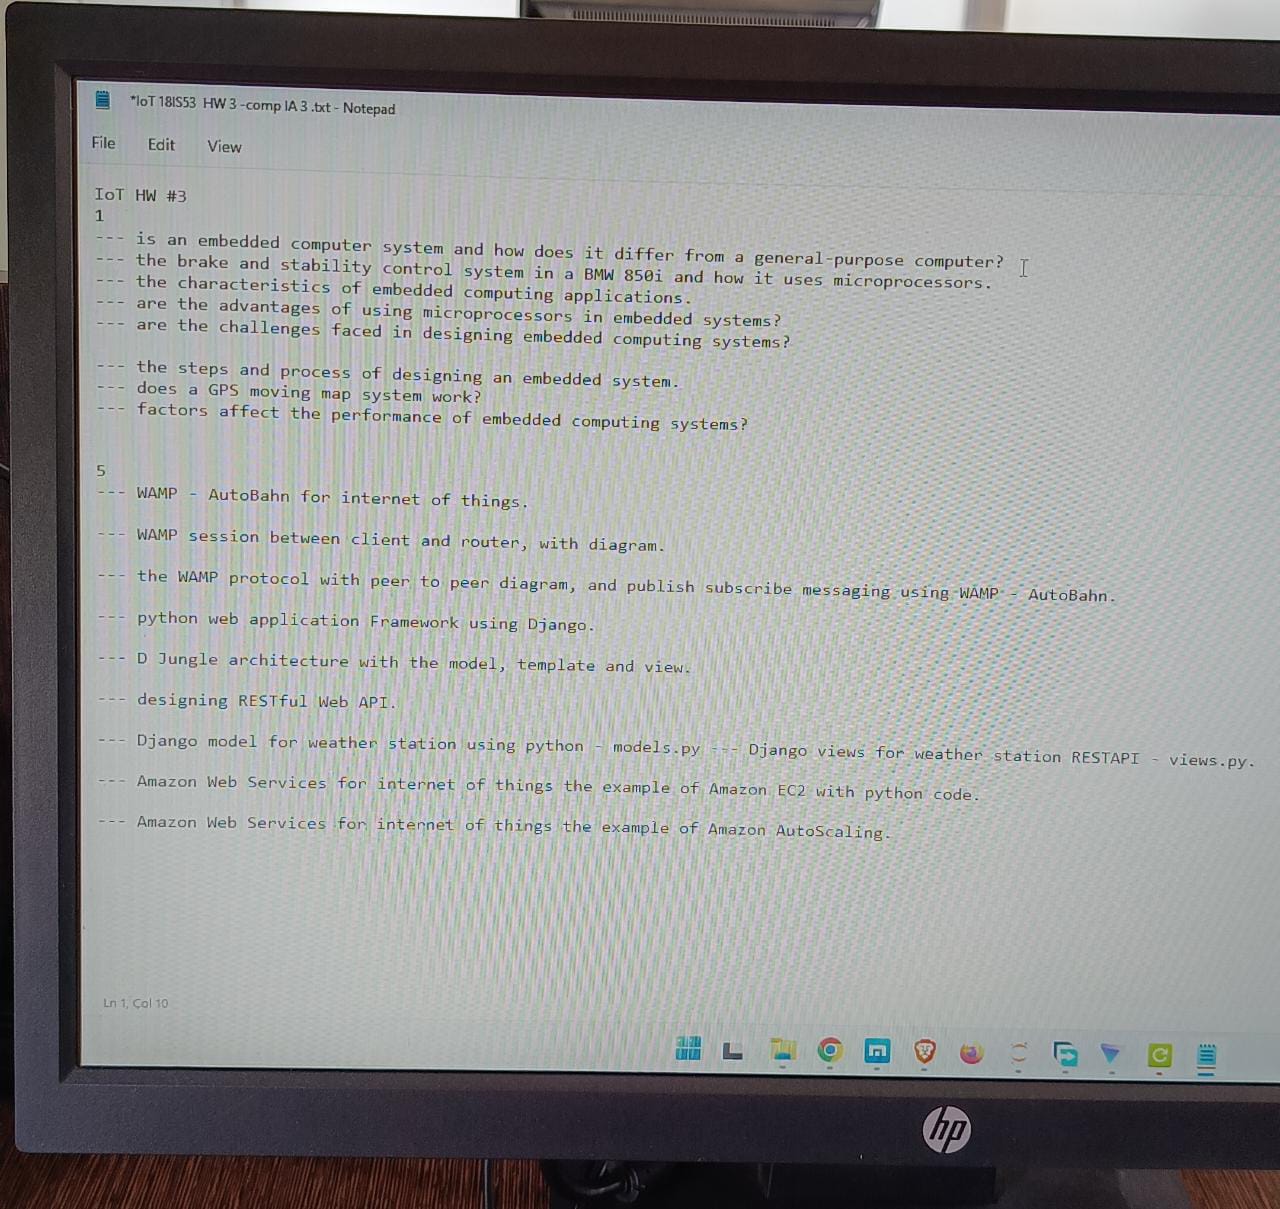 *IoT 18IS53 HW 3 -comp IA 3 .txt - Notepad
File Edit View
IoT HW #3
1
--- is an embedded computer system and how does it differ from a general-purpose computer?
--- the brake and stability control system in a BMW 850i and how it uses microprocessors.
--- the characteristics of embedded computing applications.
--- are the advantages of using microprocessors in embedded systems?
--- are the challenges faced in designing embedded computing systems?
--- the steps and process of designing an embedded system.
--- does a GPS moving map system work?
--- factors affect the performance of embedded computing systems?
5
--- WAMP - AutoBahn for internet of things.
--- WAMP session between client and router, with diagram.
--- the WAMP protocol with peer to peer diagram, and publish subscribe messaging using WAMP - AutoBahn.
--- python web application Framework using Django.
--- D Jungle architecture with the model, template and view.
--- designing RESTful Web API.
--- Django model for weather station using python - models.py --- Django views for weather station RESTAPI - views.py.
--- Amazon Web Services for internet of things the example of Amazon EC2 with python code.
--- Amazon Web Services for internet of things the example of Amazon AutoScaling.
Ln 1, Col 10
hp